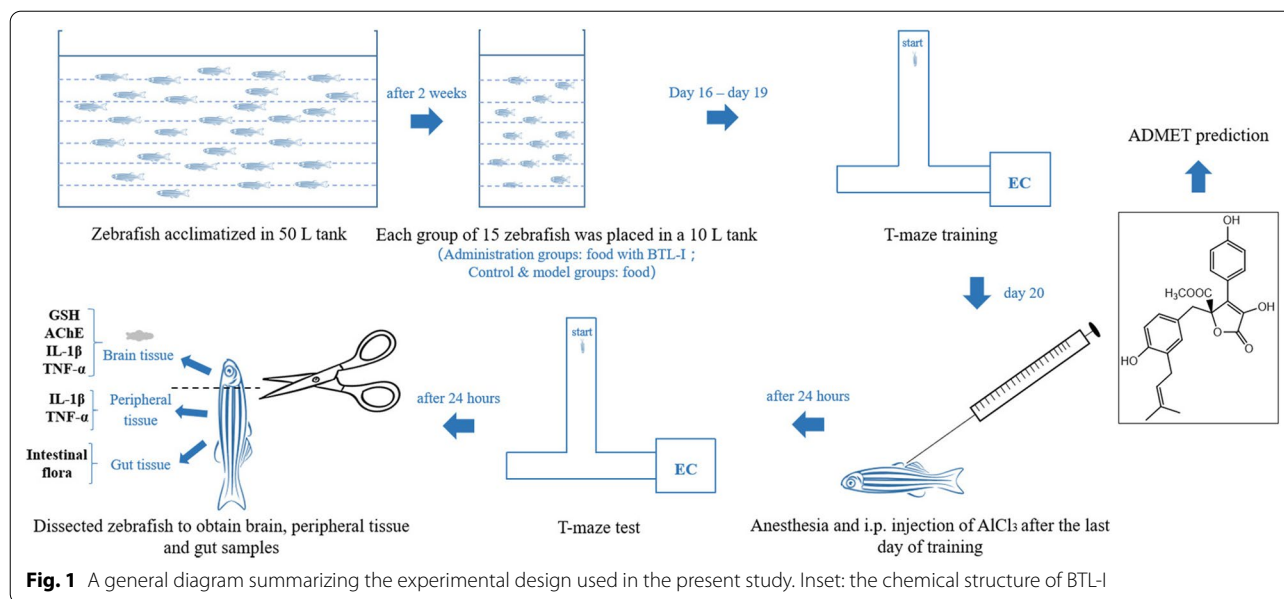 after 2 weeks
Day 16 – day 19
start
EC
ADMET prediction
Zebrafish acclimatized in 50 L tank
Each group of 15 zebrafish was placed in a 10 L tank
(Administration groups: food with BTL-I ;
Control & model groups: food)
T-maze training
day 20
OH
H₃COOC
OH
O
O
HO
GSH
AChE
IL-1β
TNF-α
Brain tissue
IL-1β
TNF-α
Peripheral
tissue
Intestinal
flora
Gut tissue
after 24 hours
start
EC
after 24 hours
Dissected zebrafish to obtain brain, peripheral tissue
and gut samples
T-maze test
Anesthesia and i.p. injection of AlCl₃ after the last
day of training
Fig. 1 A general diagram summarizing the experimental design used in the present study. Inset: the chemical structure of BTL-I